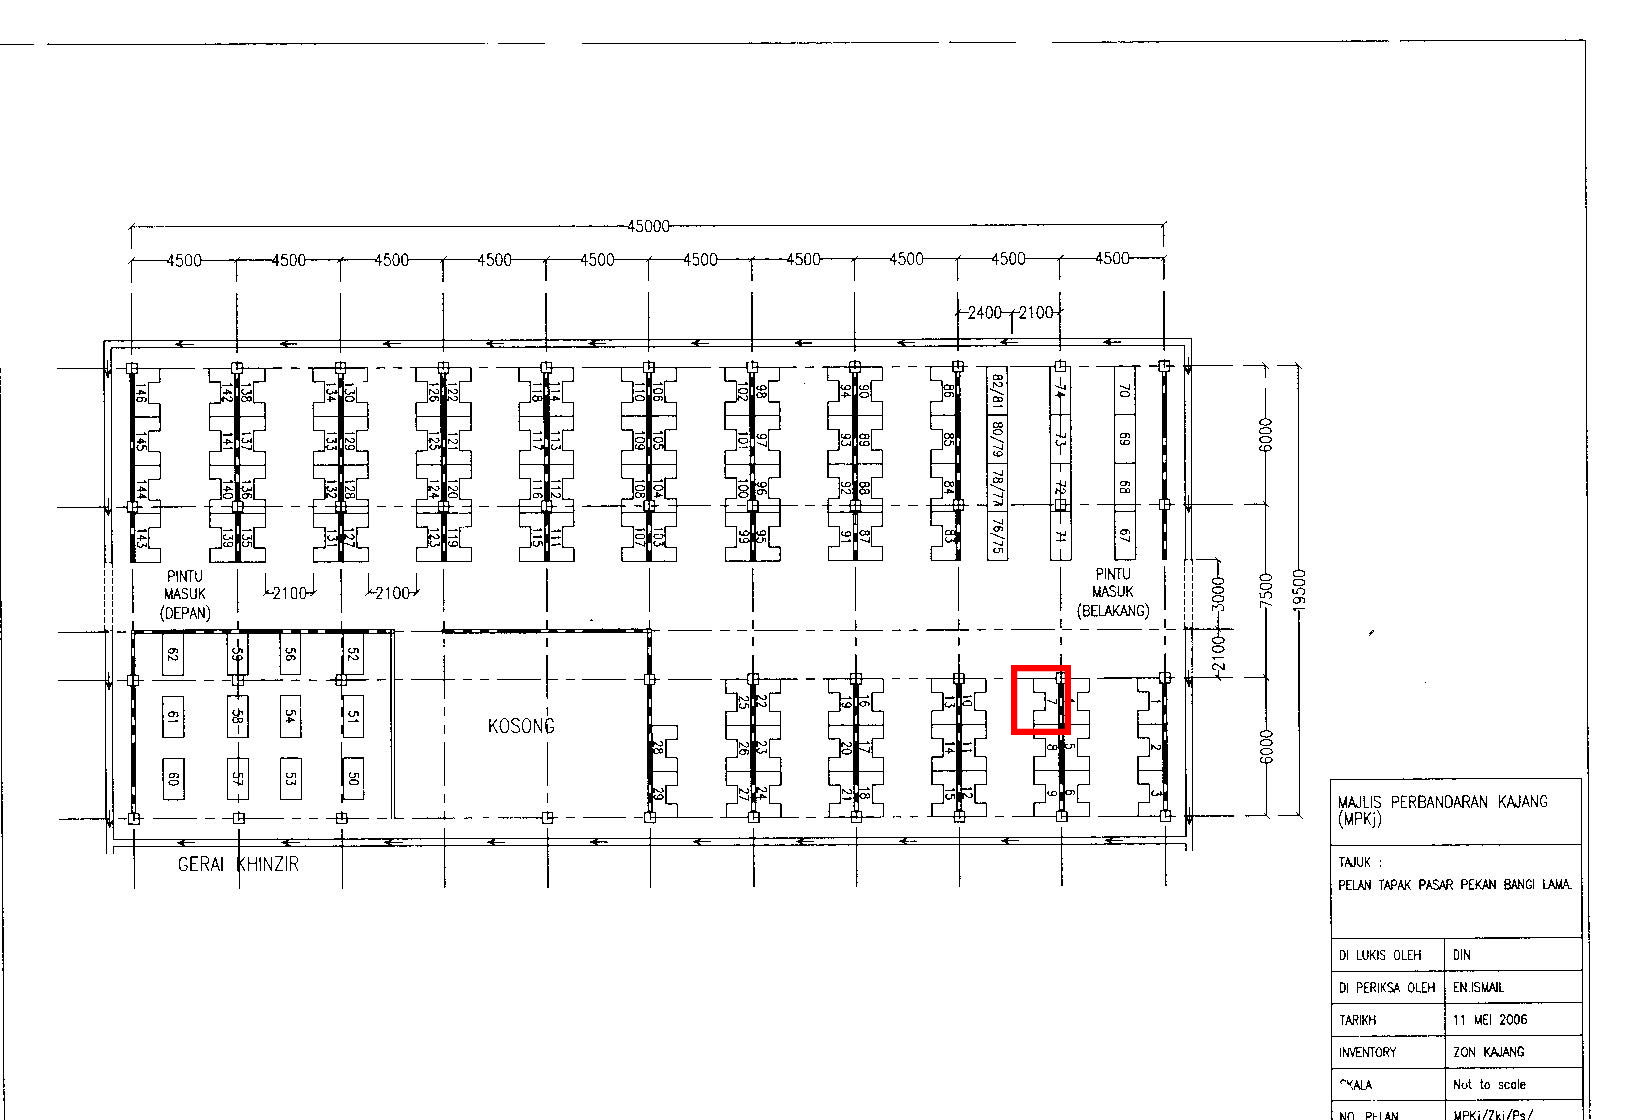 45000
4500 4500 4500 4500 4500 4500 4500 4500 4500 4500
2400 2100
146 142 138 134 130 126 122 118 114 110 106 102 98 94 90 86 82/81 74 70
145 141 137 133 129 125 121 117 113 109 105 101 97 93 89 85 80/79 73 69
144 140 136 132 128 124 120 116 112 108 104 100 96 92 88 84 78/77 72 68
143 139 135 131 127 123 119 115 111 107 103 99 95 91 87 83 76/75 71 67
6000
7500
19500
3000
2100
6000
PINTU
MASUK
(DEPAN)
2100 2100
PINTU
MASUK
(BELAKANG)
62 59 56 52
61 58 54 51
60 57 53 50
KOSONG
25 22 19 16 13 10 7 1
28 26 23 20 17 14 11 8 5 2
29 27 24 21 18 15 12 9 6 3
GERAI KHINZIR
MAJLIS PERBANDARAN KAJANG
(MPKj)
TAJUK :
PELAN TAPAK PASAR PEKAN BANGI LAMA.
DI LUKIS OLEH DIN
DI PERIKSA OLEH EN.ISMAIL
TARIKH 11 MEI 2006
INVENTORY ZON KAJANG
SKALA Not to scale
NO. PELAN MPKj/Zkj/Ps/